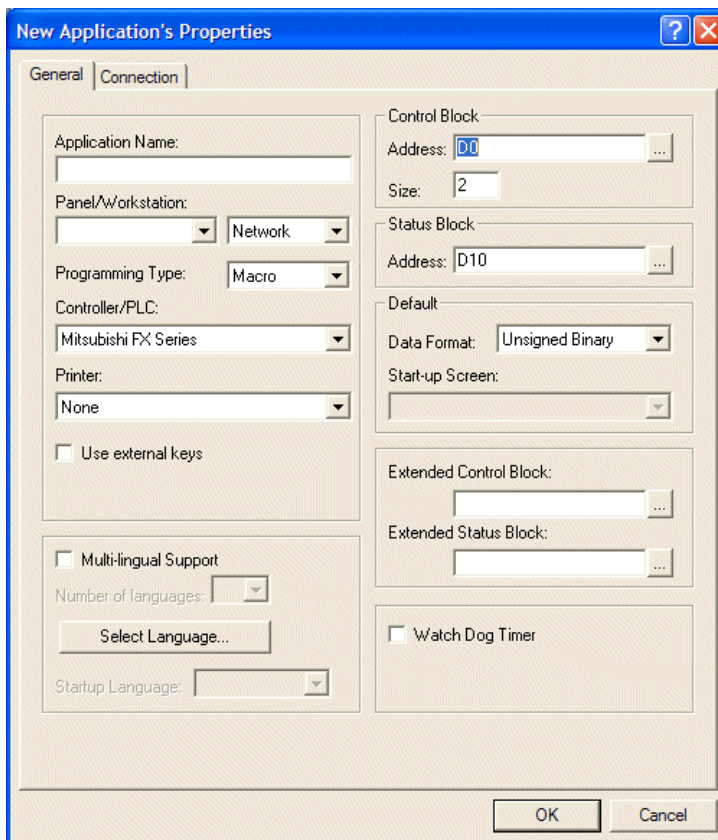 New Application's Properties
General
Connection
Application Name:
Panel/Workstation:
Network
Programming Type:
Macro
Controller/PLC:
Mitsubishi FX Series
Printer:
None
Use external keys
Multi-lingual Support
Number of languages:
Select Language...
Startup Language:
Control Block
Address: D0 ...
Size: 2
Status Block
Address: D10 ...
Default
Data Format: Unsigned Binary
Start-up Screen:
Extended Control Block:
...
Extended Status Block:
...
Watch Dog Timer
OK
Cancel